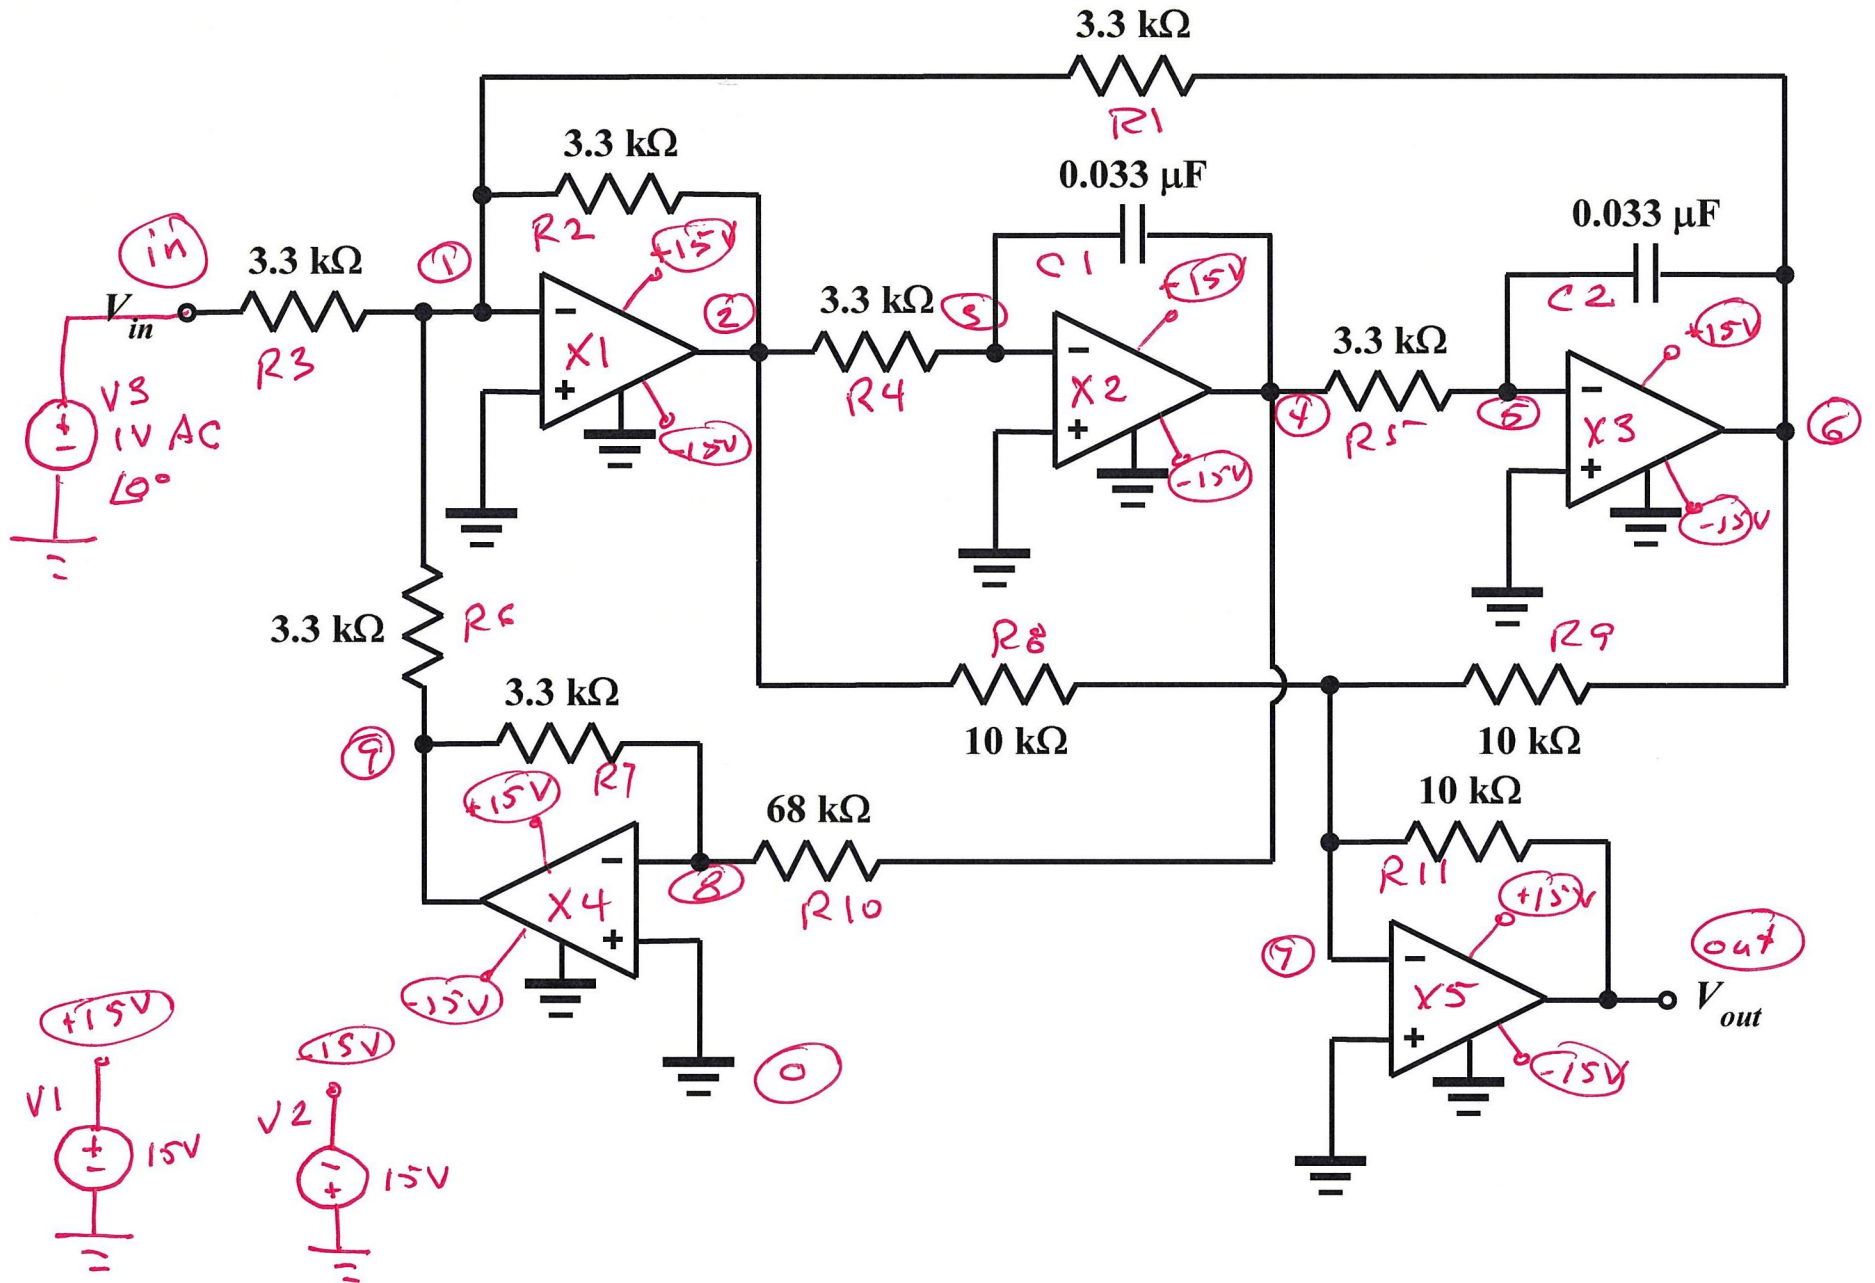 3.3 kΩ
R1
3.3 kΩ
R2
0.033 μF
C1
0.033 μF
C2
in
V_in
3.3 kΩ
R3
1
+15V
X1
-15V
2
3.3 kΩ
R4
3
+15V
X2
-15V
4
3.3 kΩ
R5
5
+15V
X3
-15V
6
V3
1V AC
∠0°
3.3 kΩ
R6
R8
10 kΩ
R9
10 kΩ
9
3.3 kΩ
R7
+15V
X4
-15V
8
68 kΩ
R10
0
10 kΩ
R11
+15V
7
X5
-15V
out
V_out
+15V
V1
15V
-15V
V2
15V